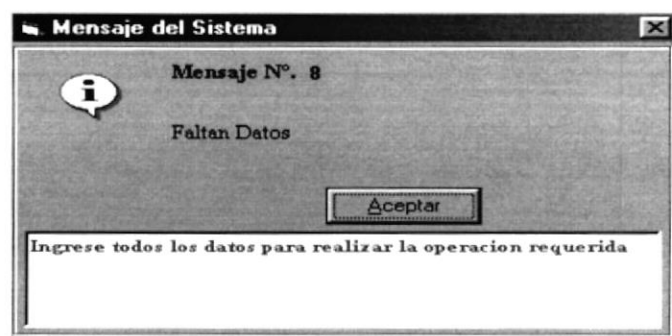 Mensaje del Sistema
Mensaje N°. 8
Faltan Datos
Aceptar
Ingrese todos los datos para realizar la operacion requerida